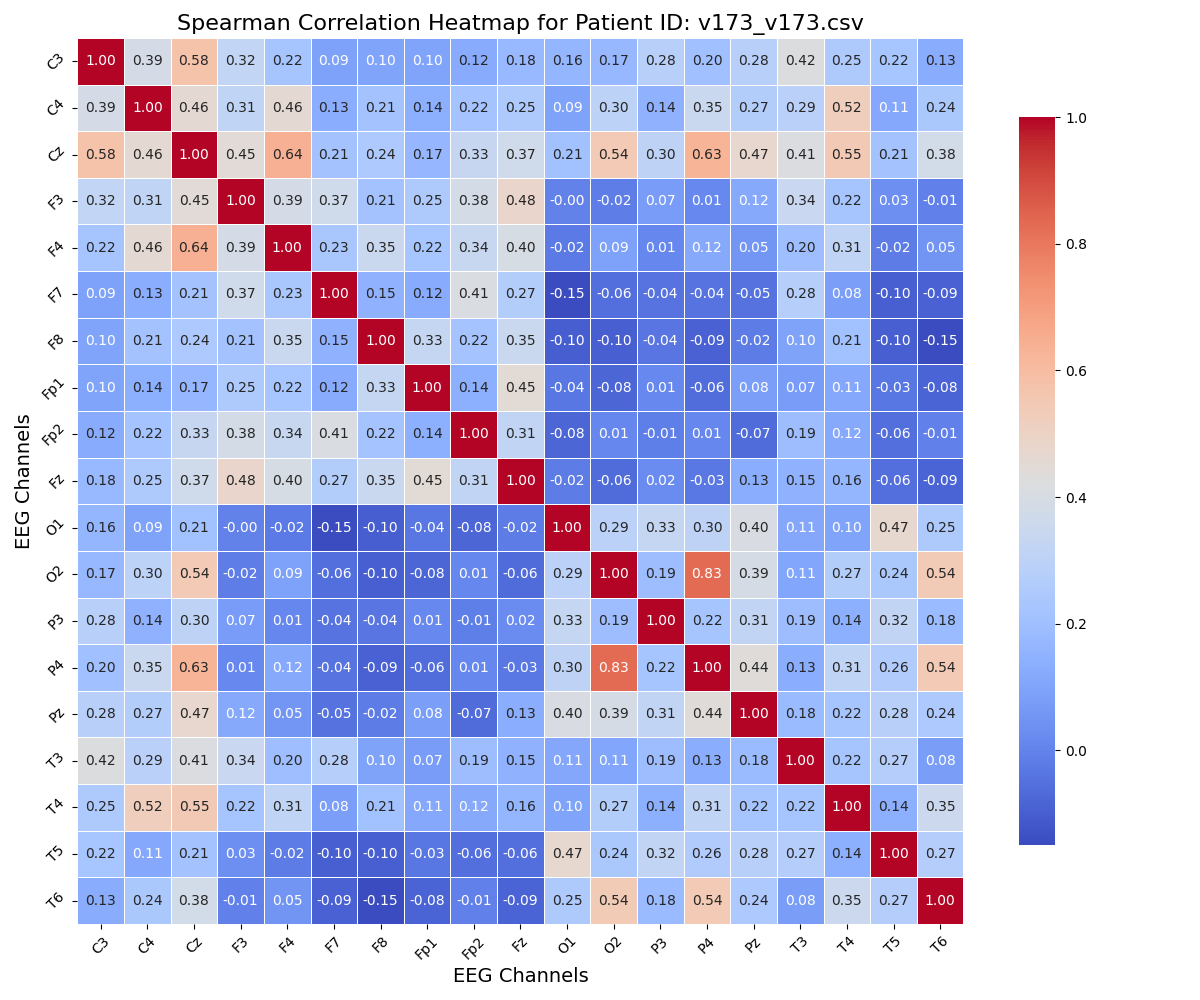 Spearman Correlation Heatmap for Patient ID: v173_v173.csv
C3 1.00 0.39 0.58 0.32 0.22 0.09 0.10 0.10 0.12 0.18 0.16 0.17 0.28 0.20 0.28 0.42 0.25 0.22 0.13
C4 0.39 1.00 0.46 0.31 0.46 0.13 0.21 0.14 0.22 0.25 0.09 0.30 0.14 0.35 0.27 0.29 0.52 0.11 0.24
Cz 0.58 0.46 1.00 0.45 0.64 0.21 0.24 0.17 0.33 0.37 0.21 0.54 0.30 0.63 0.47 0.41 0.55 0.21 0.38
F3 0.32 0.31 0.45 1.00 0.39 0.37 0.21 0.25 0.38 0.48 -0.00 -0.02 0.07 0.01 0.12 0.34 0.22 0.03 -0.01
F4 0.22 0.46 0.64 0.39 1.00 0.23 0.35 0.22 0.34 0.40 -0.02 0.09 0.01 0.12 0.05 0.20 0.31 -0.02 0.05
F7 0.09 0.13 0.21 0.37 0.23 1.00 0.15 0.12 0.41 0.27 -0.15 -0.06 -0.04 -0.04 -0.05 0.28 0.08 -0.10 -0.09
F8 0.10 0.21 0.24 0.21 0.35 0.15 1.00 0.33 0.22 0.35 -0.10 -0.10 -0.04 -0.09 -0.02 0.10 0.21 -0.10 -0.15
Fp1 0.10 0.14 0.17 0.25 0.22 0.12 0.33 1.00 0.14 0.45 -0.04 -0.08 0.01 -0.06 0.08 0.07 0.11 -0.03 -0.08
Fp2 0.12 0.22 0.33 0.38 0.34 0.41 0.22 0.14 1.00 0.31 -0.08 0.01 -0.01 0.01 -0.07 0.19 0.12 -0.06 -0.01
Fz 0.18 0.25 0.37 0.48 0.40 0.27 0.35 0.45 0.31 1.00 -0.02 -0.06 0.02 -0.03 0.13 0.15 0.16 -0.06 -0.09
O1 0.16 0.09 0.21 -0.00 -0.02 -0.15 -0.10 -0.04 -0.08 -0.02 1.00 0.29 0.33 0.30 0.40 0.11 0.10 0.47 0.25
O2 0.17 0.30 0.54 -0.02 0.09 -0.06 -0.10 -0.08 0.01 -0.06 0.29 1.00 0.19 0.83 0.39 0.11 0.27 0.24 0.54
P3 0.28 0.14 0.30 0.07 0.01 -0.04 -0.04 0.01 -0.01 0.02 0.33 0.19 1.00 0.22 0.31 0.19 0.14 0.32 0.18
P4 0.20 0.35 0.63 0.01 0.12 -0.04 -0.09 -0.06 0.01 -0.03 0.30 0.83 0.22 1.00 0.44 0.13 0.31 0.26 0.54
Pz 0.28 0.27 0.47 0.12 0.05 -0.05 -0.02 0.08 -0.07 0.13 0.40 0.39 0.31 0.44 1.00 0.18 0.22 0.28 0.24
T3 0.42 0.29 0.41 0.34 0.20 0.28 0.10 0.07 0.19 0.15 0.11 0.11 0.19 0.13 0.18 1.00 0.22 0.27 0.08
T4 0.25 0.52 0.55 0.22 0.31 0.08 0.21 0.11 0.12 0.16 0.10 0.27 0.14 0.31 0.22 0.22 1.00 0.14 0.35
T5 0.22 0.11 0.21 0.03 -0.02 -0.10 -0.10 -0.03 -0.06 -0.06 0.47 0.24 0.32 0.26 0.28 0.27 0.14 1.00 0.27
T6 0.13 0.24 0.38 -0.01 0.05 -0.09 -0.15 -0.08 -0.01 -0.09 0.25 0.54 0.18 0.54 0.24 0.08 0.35 0.27 1.00
C3 C4 Cz F3 F4 F7 F8 Fp1 Fp2 Fz O1 O2 P3 P4 Pz T3 T4 T5 T6
EEG Channels
EEG Channels
1.0
0.8
0.6
0.4
0.2
0.0